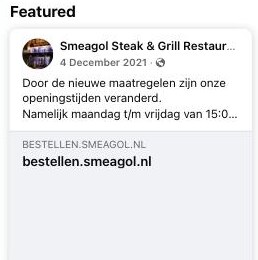 Featured
Smeagol Steak & Grill Restaur...
4 December 2021 ·
Door de nieuwe maatregelen zijn onze
openingstijden veranderd.
Namelijk maandag t/m vrijdag van 15:0...
BESTELLEN.SMEAGOL.NL
bestellen.smeagol.nl